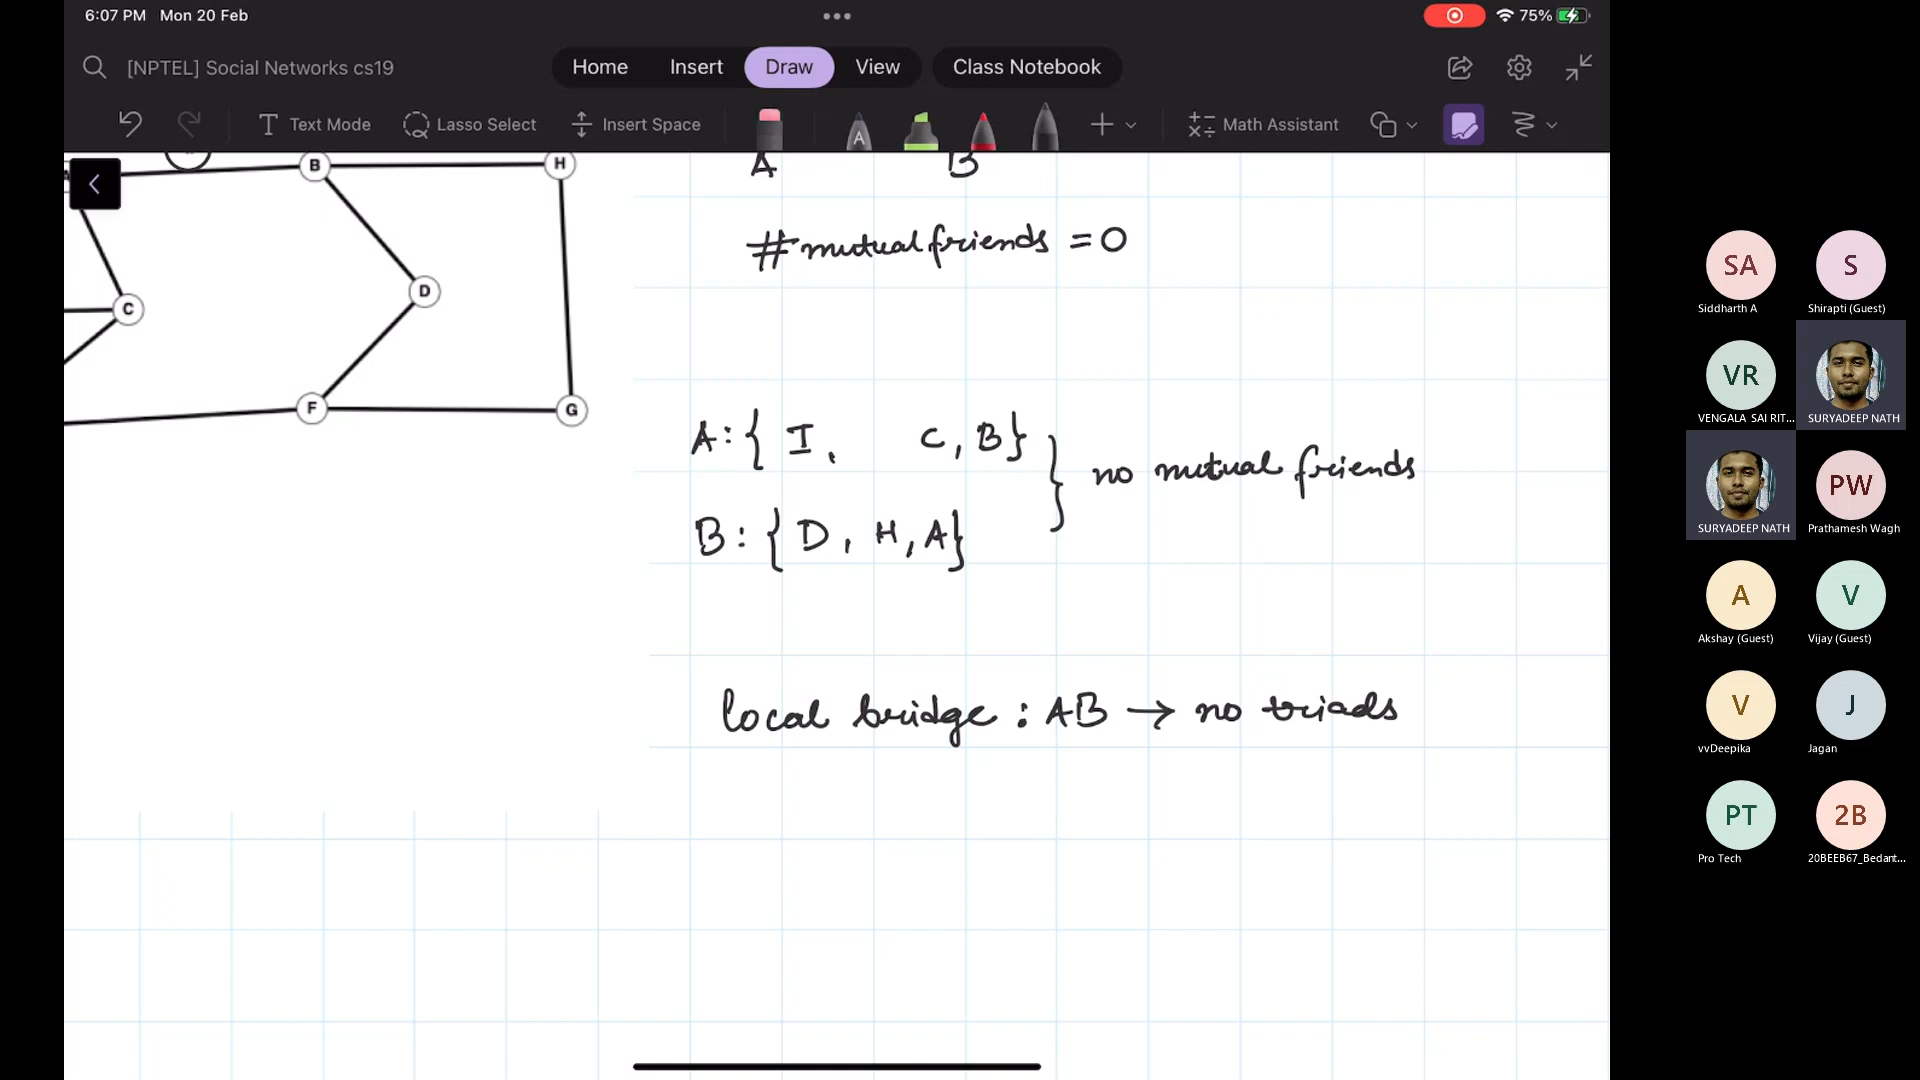 6:07 PM Mon 20 Feb
75%
[NPTEL] Social Networks cs19
Home Insert Draw View Class Notebook
Text Mode Lasso Select Insert Space A Math Assistant
B H
A B
#mutual friends = 0
D
C
F G
A: { I, C, B}
B: { D, H, A}
} no mutual friends
local bridge : AB → no triads
SA S
Siddharth A Shirapti (Guest)
VR
VENGALA SAI RIT... SURYADEEP NATH
PW
SURYADEEP NATH Prathamesh Wagh
A V
Akshay (Guest) Vijay (Guest)
V J
vvDeepika Jagan
PT 2B
Pro Tech 20BEEB67_Bedant...